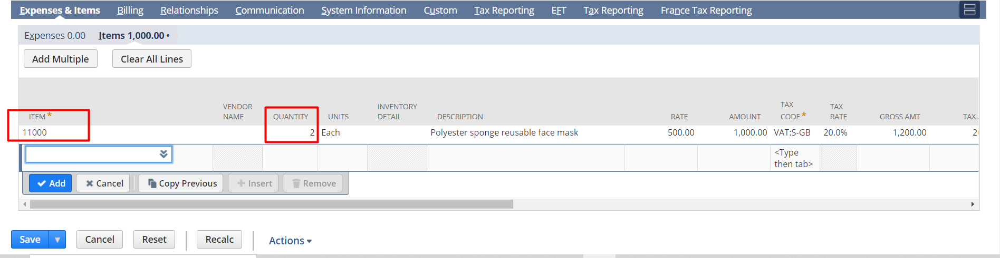 Expenses & Items Billing Relationships Communication System Information Custom Tax Reporting EFT Tax Reporting France Tax Reporting
Expenses 0.00 Items 1,000.00 •
Add Multiple Clear All Lines
ITEM * VENDOR NAME QUANTITY UNITS INVENTORY DETAIL DESCRIPTION RATE AMOUNT TAX CODE * TAX RATE GROSS AMT TAX
11000 2 Each Polyester sponge reusable face mask 500.00 1,000.00 VAT:S-GB 20.0% 1,200.00
<Type
then tab>
Add Cancel Copy Previous Insert Remove
Save Cancel Reset Recalc Actions